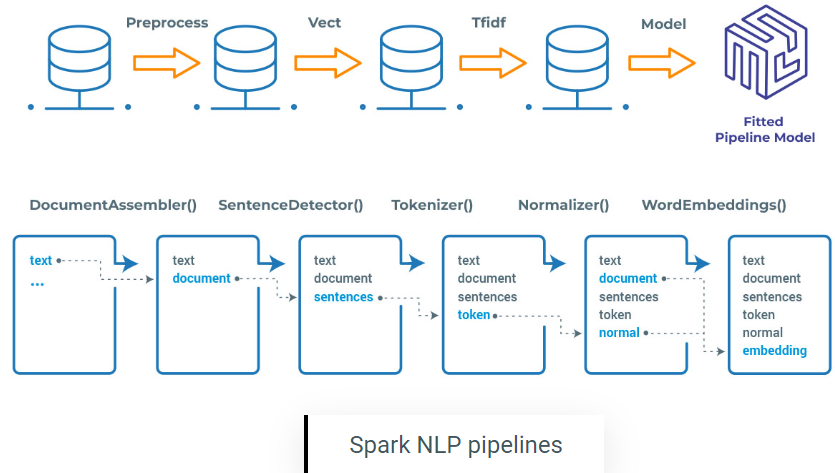 Preprocess
Vect
Tfidf
Model
Fitted
Pipeline Model
DocumentAssembler()
SentenceDetector()
Tokenizer()
Normalizer()
WordEmbeddings()
text
...
text
document
text
document
sentences
text
document
sentences
token
text
document
sentences
token
normal
text
document
sentences
token
normal
embedding
Spark NLP pipelines